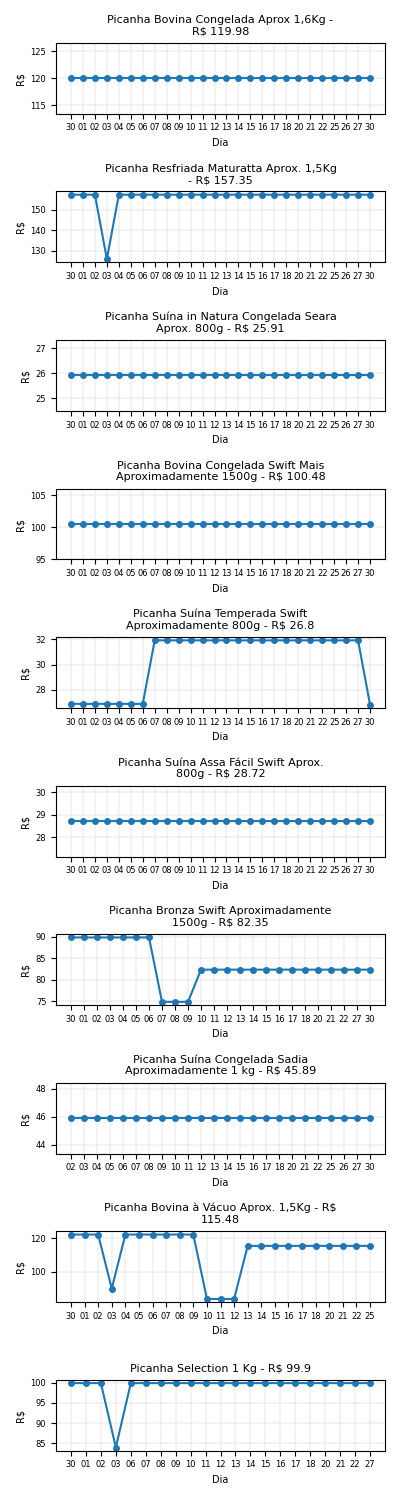 Picanha Bovina Congelada Aprox 1,6Kg -
R$ 119.98
125
120
115
R$
30 01 02 03 04 05 06 07 08 09 10 11 12 13 14 15 16 17 18 20 21 22 25 26 27 30
Dia
Picanha Resfriada Maturatta Aprox. 1,5Kg
- R$ 157.35
150
140
130
R$
30 01 02 03 04 05 06 07 08 09 10 11 12 13 14 15 16 17 18 20 21 22 25 26 27 30
Dia
Picanha Suína in Natura Congelada Seara
Aprox. 800g - R$ 25.91
27
26
25
R$
30 01 02 03 04 05 06 07 08 09 10 11 12 13 14 15 16 17 18 20 21 22 25 26 27 30
Dia
Picanha Bovina Congelada Swift Mais
Aproximadamente 1500g - R$ 100.48
105
100
95
R$
30 01 02 03 04 05 06 07 08 09 10 11 12 13 14 15 16 17 18 20 21 22 25 26 27 30
Dia
Picanha Suína Temperada Swift
Aproximadamente 800g - R$ 26.8
32
30
28
R$
30 01 02 03 04 05 06 07 08 09 10 11 12 13 14 15 16 17 18 20 21 22 25 26 27 30
Dia
Picanha Suína Assa Fácil Swift Aprox.
800g - R$ 28.72
30
29
28
R$
30 01 02 03 04 05 06 07 08 09 10 11 12 13 14 15 16 17 18 20 21 22 25 26 27 30
Dia
Picanha Bronza Swift Aproximadamente
1500g - R$ 82.35
90
85
80
75
R$
30 01 02 03 04 05 06 07 08 09 10 11 12 13 14 15 16 17 18 20 21 22 27 30
Dia
Picanha Suína Congelada Sadia
Aproximadamente 1 kg - R$ 45.89
48
46
44
R$
02 03 04 05 06 07 08 09 10 11 12 13 14 15 16 17 18 20 21 22 25 26 27 30
Dia
Picanha Bovina à Vácuo Aprox. 1,5Kg - R$
115.48
120
100
R$
30 01 02 03 04 05 06 07 08 09 10 11 12 13 14 15 16 17 18 20 21 22 25
Dia
Picanha Selection 1 Kg - R$ 99.9
100
95
90
85
R$
30 01 02 03 06 07 08 09 10 11 12 13 14 15 16 17 18 20 21 22 27
Dia